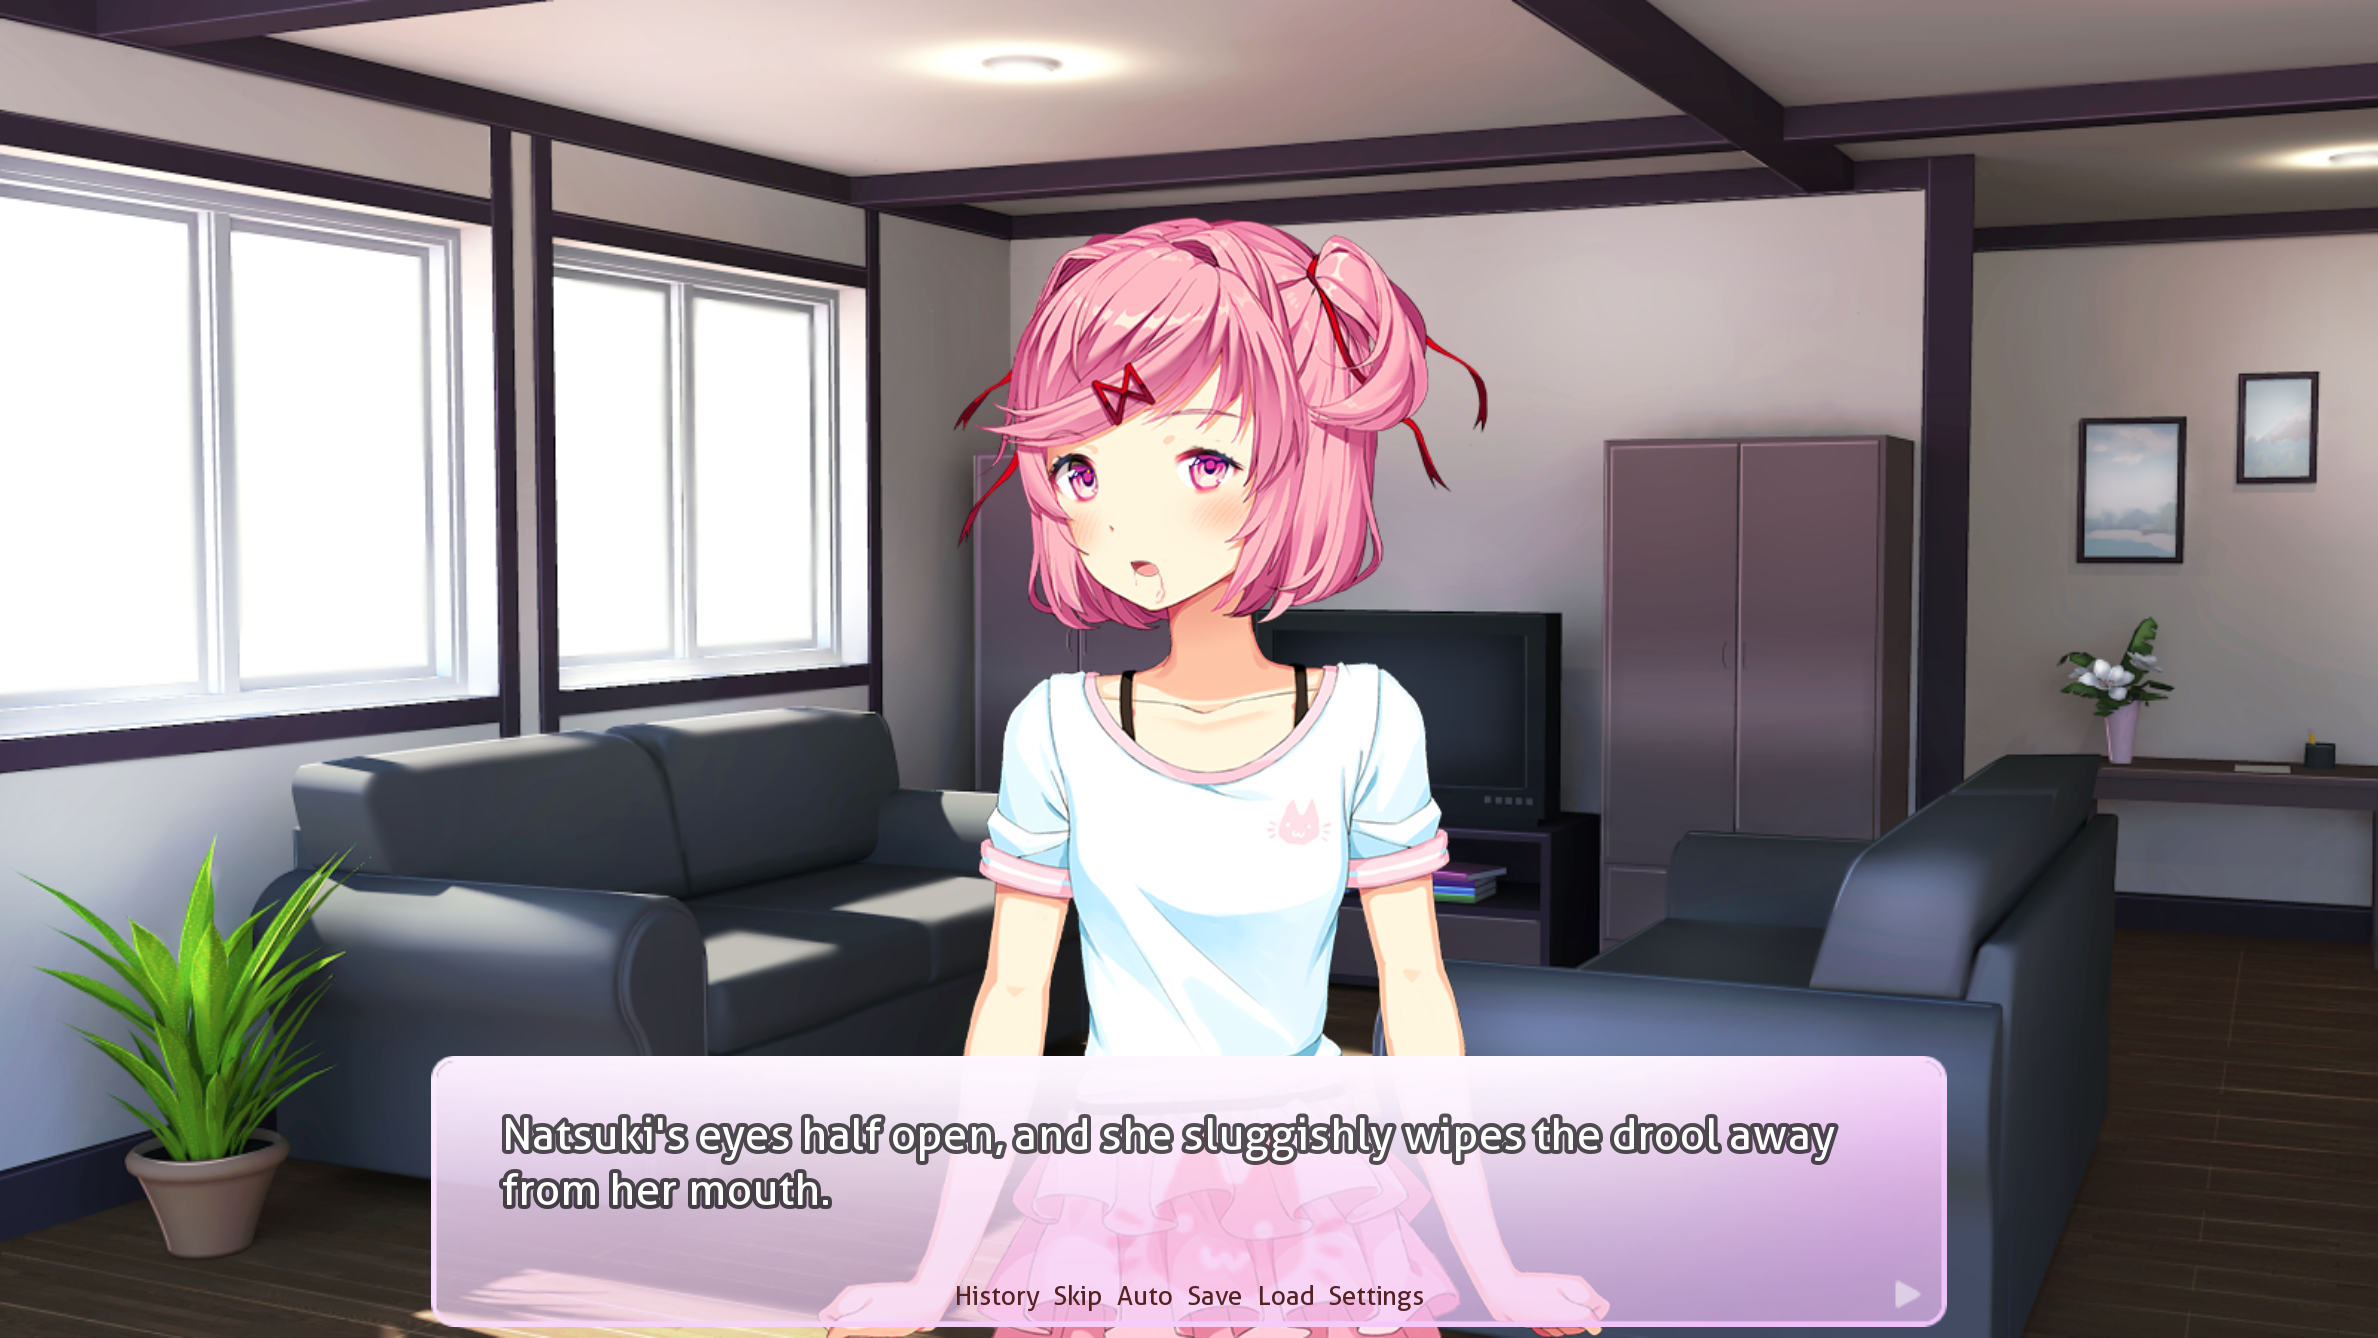 Natsuki's eyes half open, and she sluggishly wipes the drool away
from her mouth.
History Skip Auto Save Load Settings